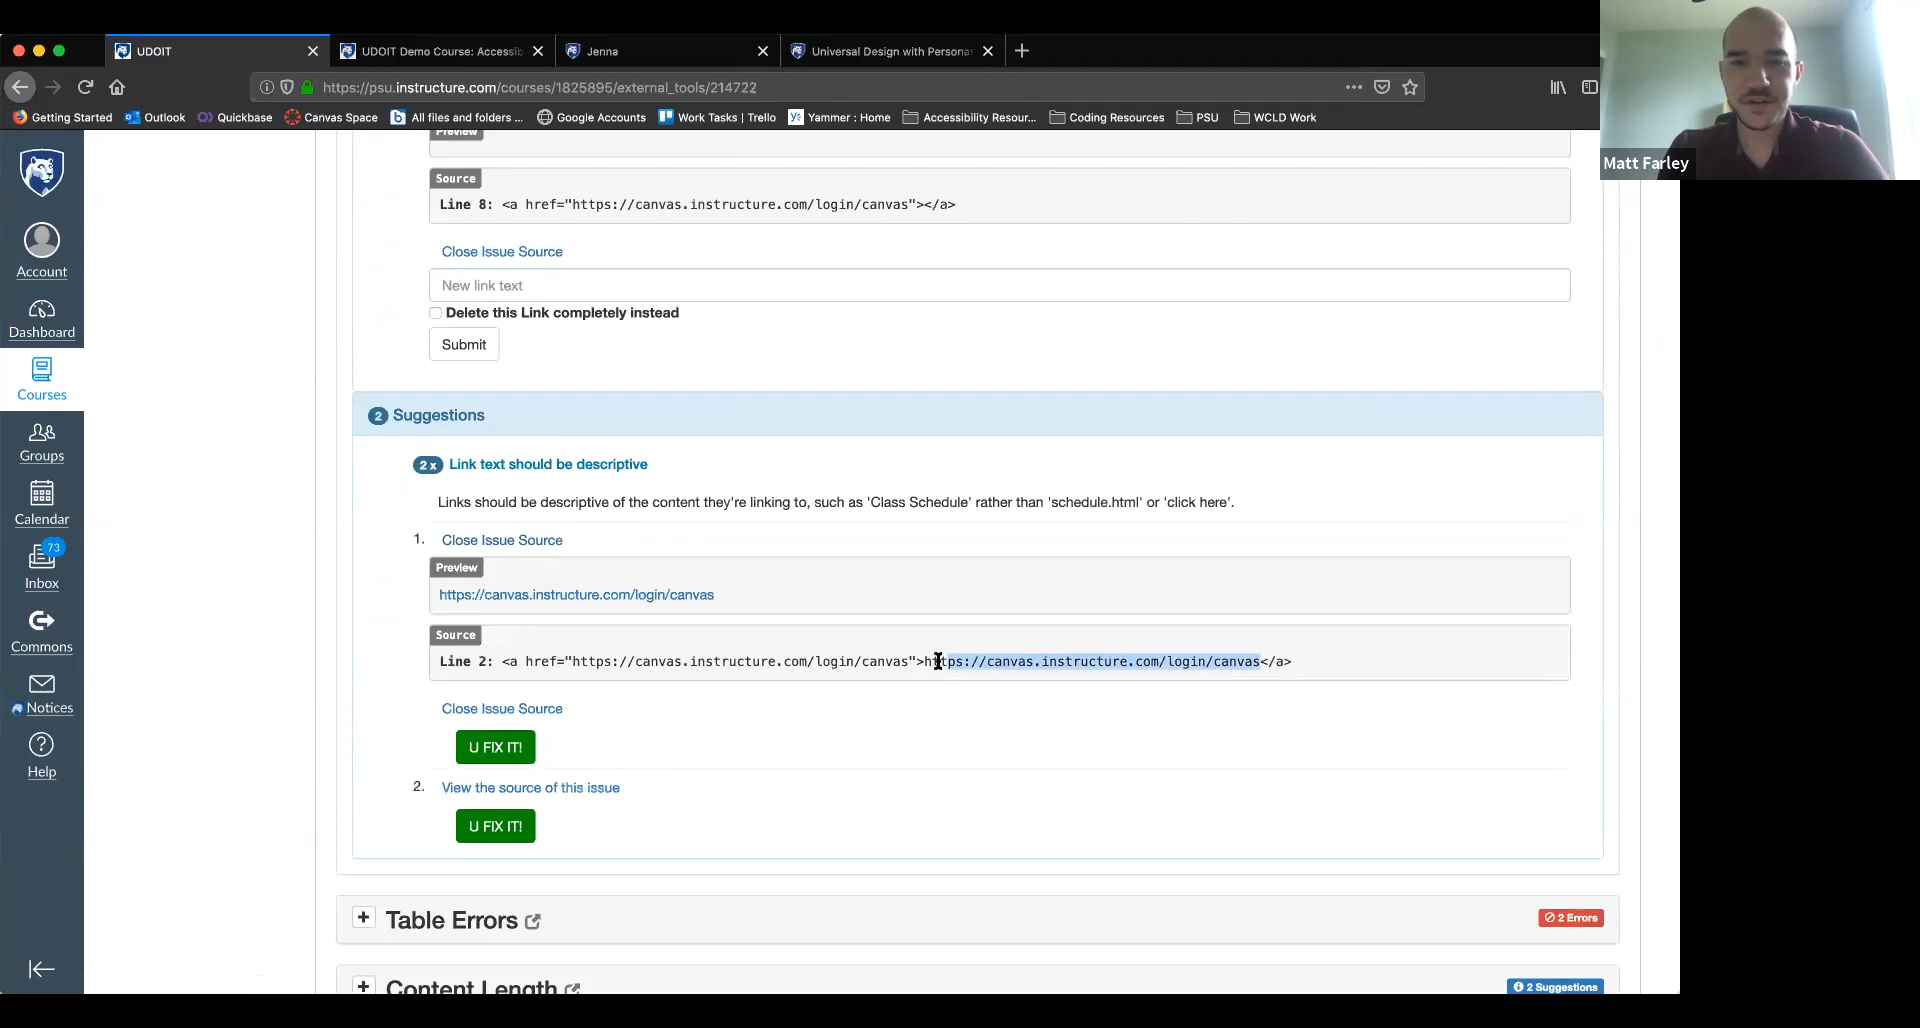 UDOIT
UDOIT Demo Course: Accessib
Jenna
Universal Design with Persona
https://psu.instructure.com/courses/1825895/external_tools/214722
Getting Started
Outlook
Quickbase
Canvas Space
All files and folders ...
Google Accounts
Work Tasks | Trello
Yammer : Home
Accessibility Resour...
Coding Resources
PSU
WCLD Work
Matt Farley
Account
Dashboard
Courses
Groups
Calendar
73
Inbox
Commons
Notices
Help
Preview
Source
Line 8: <a href="https://canvas.instructure.com/login/canvas"></a>
Close Issue Source
New link text
Delete this Link completely instead
Submit
2 Suggestions
2 x Link text should be descriptive
Links should be descriptive of the content they're linking to, such as 'Class Schedule' rather than 'schedule.html' or 'click here'.
1. Close Issue Source
Preview
https://canvas.instructure.com/login/canvas
Source
Line 2: <a href="https://canvas.instructure.com/login/canvas">https://canvas.instructure.com/login/canvas</a>
Close Issue Source
U FIX IT!
2. View the source of this issue
U FIX IT!
Table Errors
2 Errors
Content Length
2 Suggestions